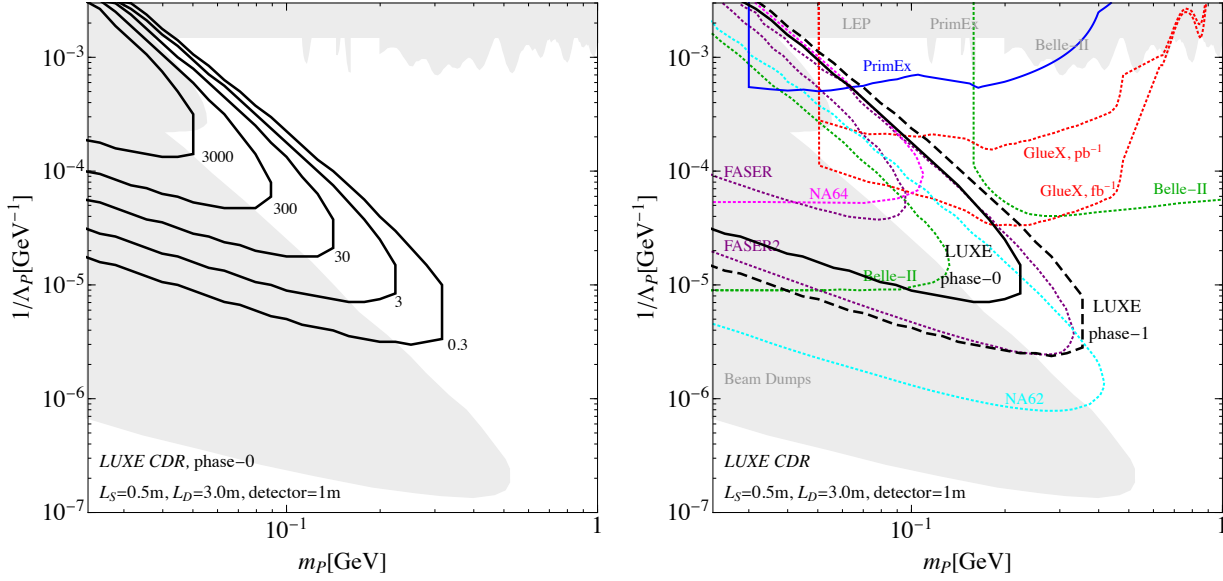 10⁻³
10⁻⁴
10⁻⁵
10⁻⁶
10⁻⁷
1/Λ_P[GeV⁻¹]
3000
300
30
3
0.3
LUXE CDR, phase−0
L_S=0.5m, L_D=3.0m, detector=1m
10⁻¹
1
m_P[GeV]
10⁻³
10⁻⁴
10⁻⁵
10⁻⁶
10⁻⁷
1/Λ_P[GeV⁻¹]
LEP
PrimEx
Belle−II
PrimEx
GlueX, pb⁻¹
FASER
NA64
GlueX, fb⁻¹
Belle−II
FASER2
LUXE
phase−0
Belle−II
LUXE
phase−1
Beam Dumps
NA62
LUXE CDR
L_S=0.5m, L_D=3.0m, detector=1m
10⁻¹
1
m_P[GeV]